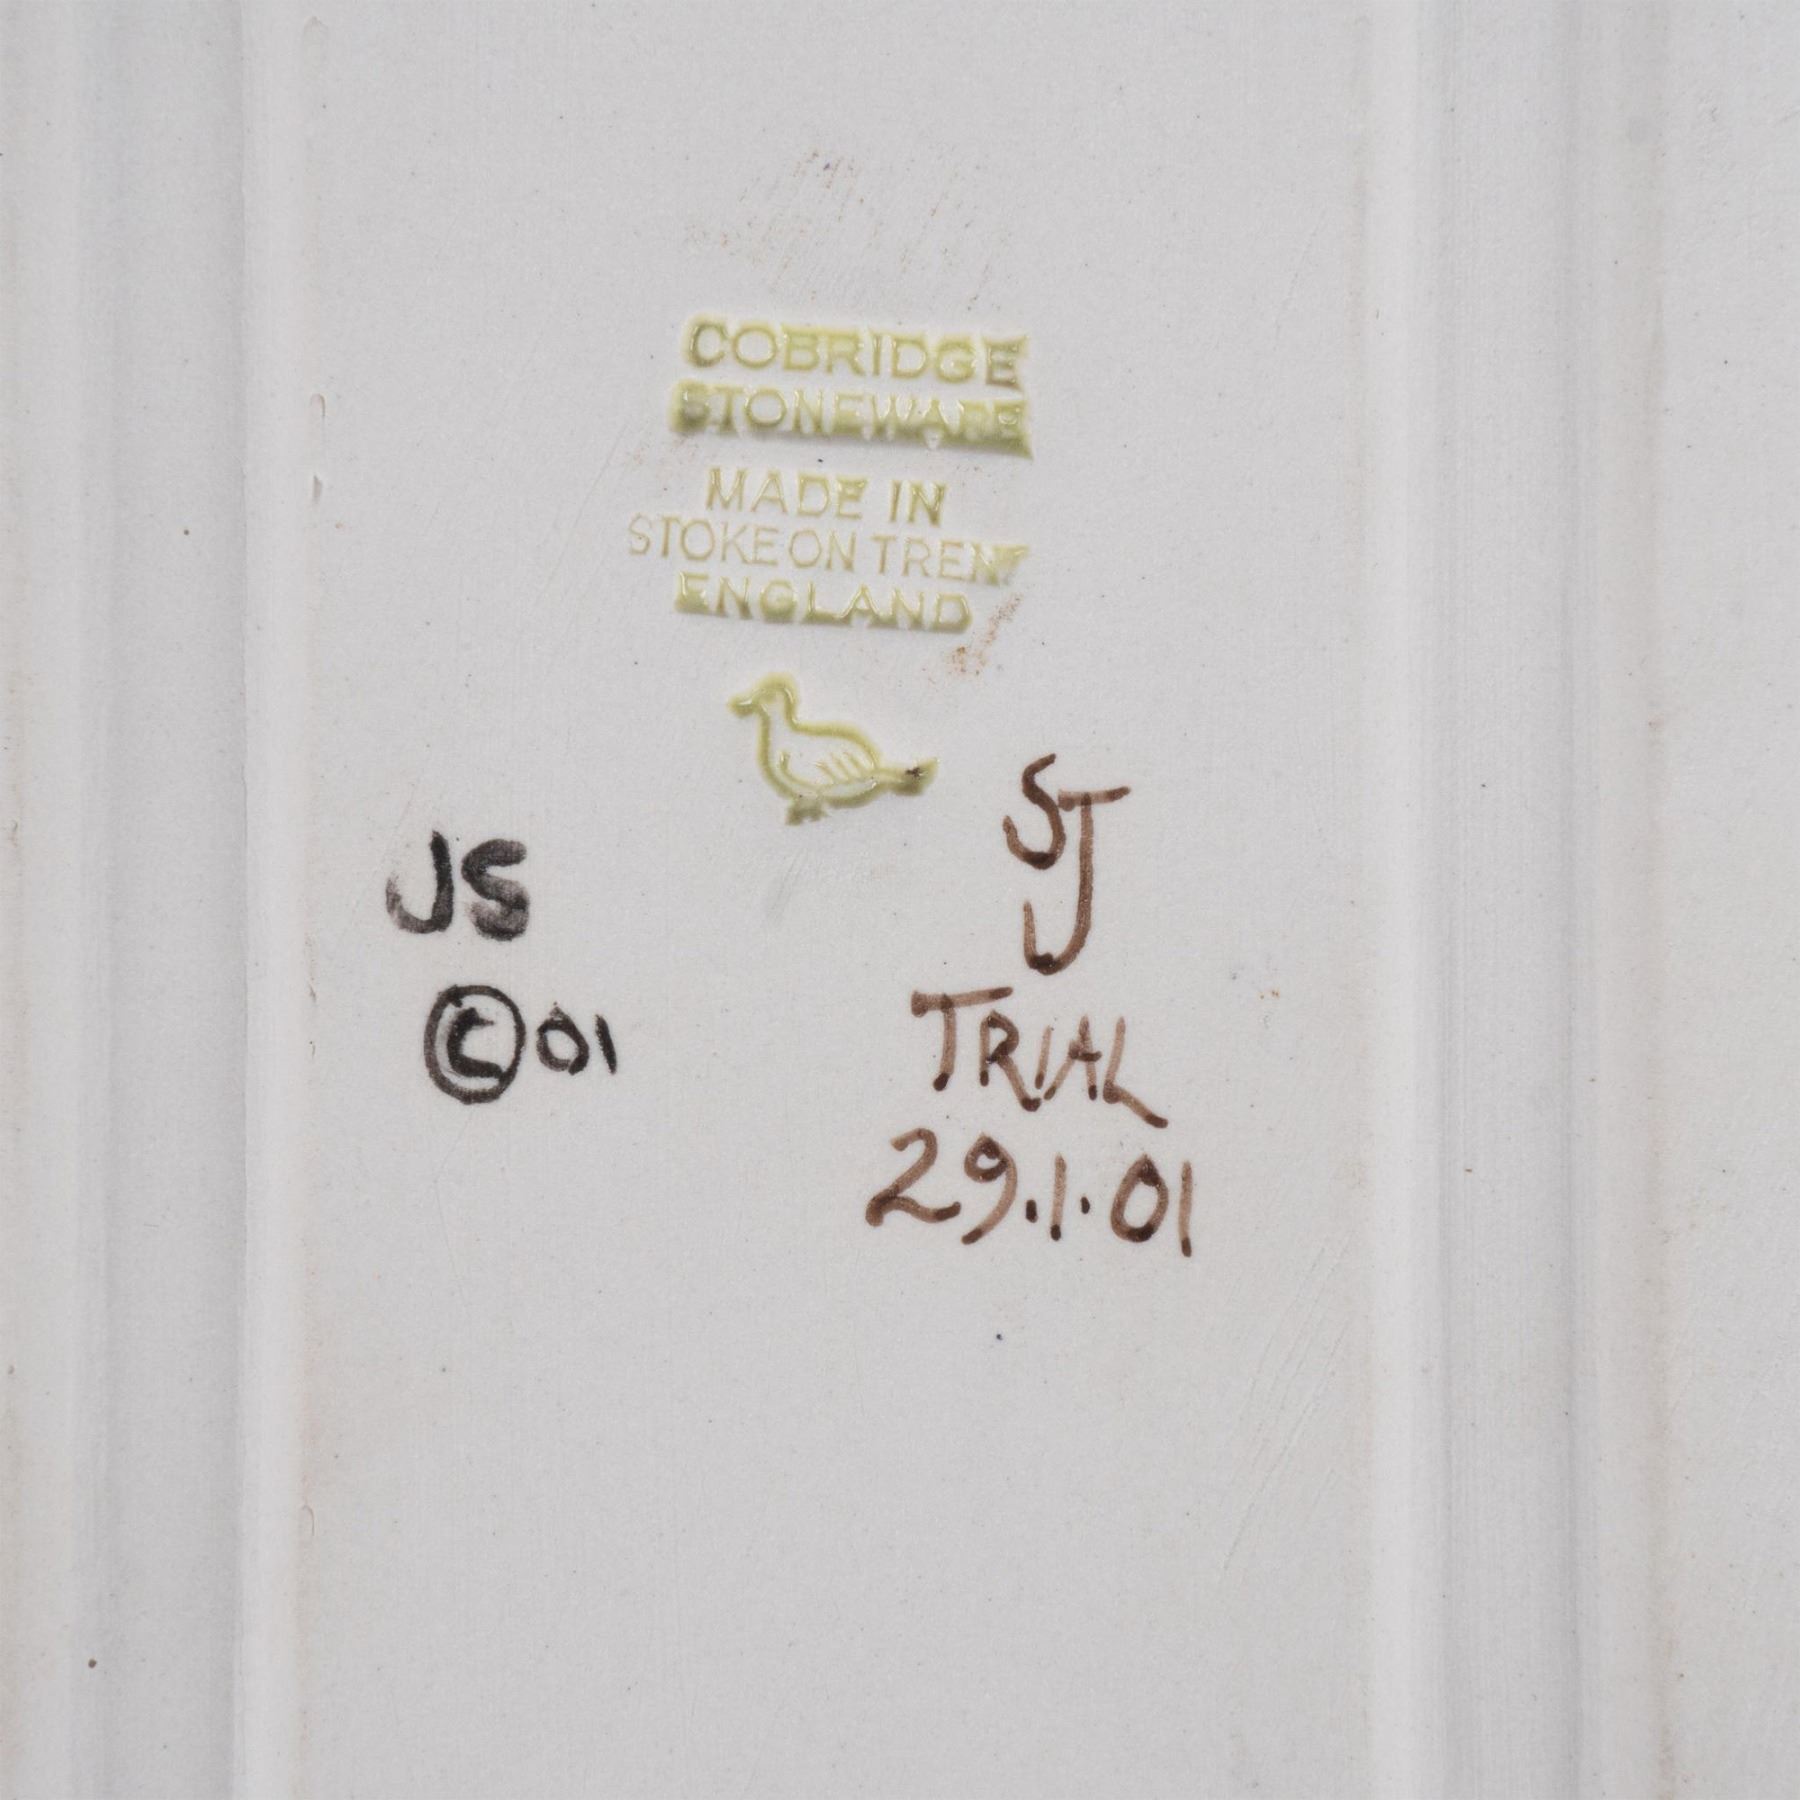 COBRIDGE
STONEWARE
MADE IN
STOKE ON TRENT
ENGLAND
JS
© 01
SJ
TRIAL
29.1.01